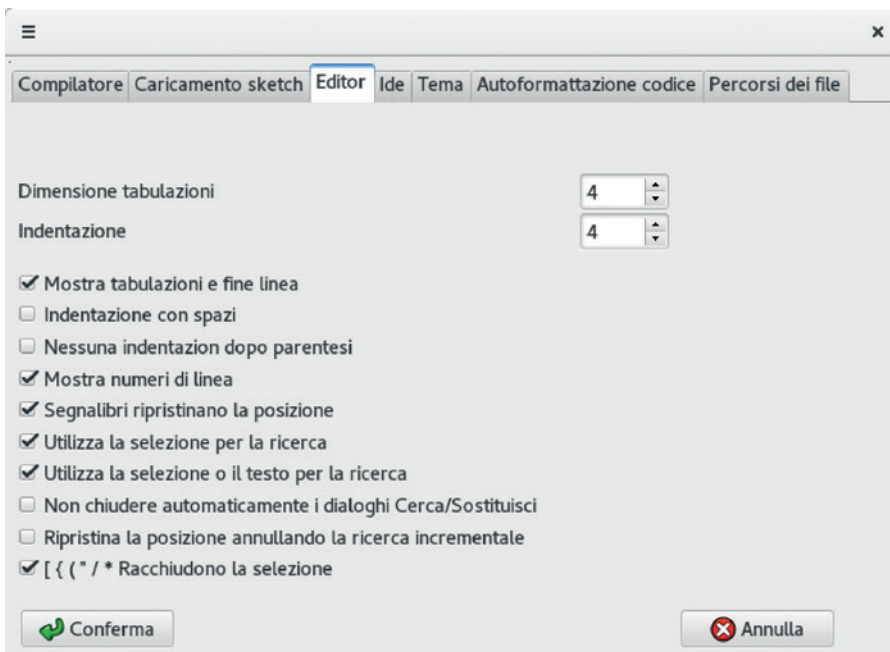 Compilatore Caricamento sketch Editor Ide Tema Autoformattazione codice Percorsi dei file
Dimensione tabulazioni 4
Indentazione 4
Mostra tabulazioni e fine linea
Indentazione con spazi
Nessuna indentazion dopo parentesi
Mostra numeri di linea
Segnalibri ripristinano la posizione
Utilizza la selezione per la ricerca
Utilizza la selezione o il testo per la ricerca
Non chiudere automaticamente i dialoghi Cerca/Sostituisci
Ripristina la posizione annullando la ricerca incrementale
[ { ( " / * Racchiudono la selezione
Conferma Annulla